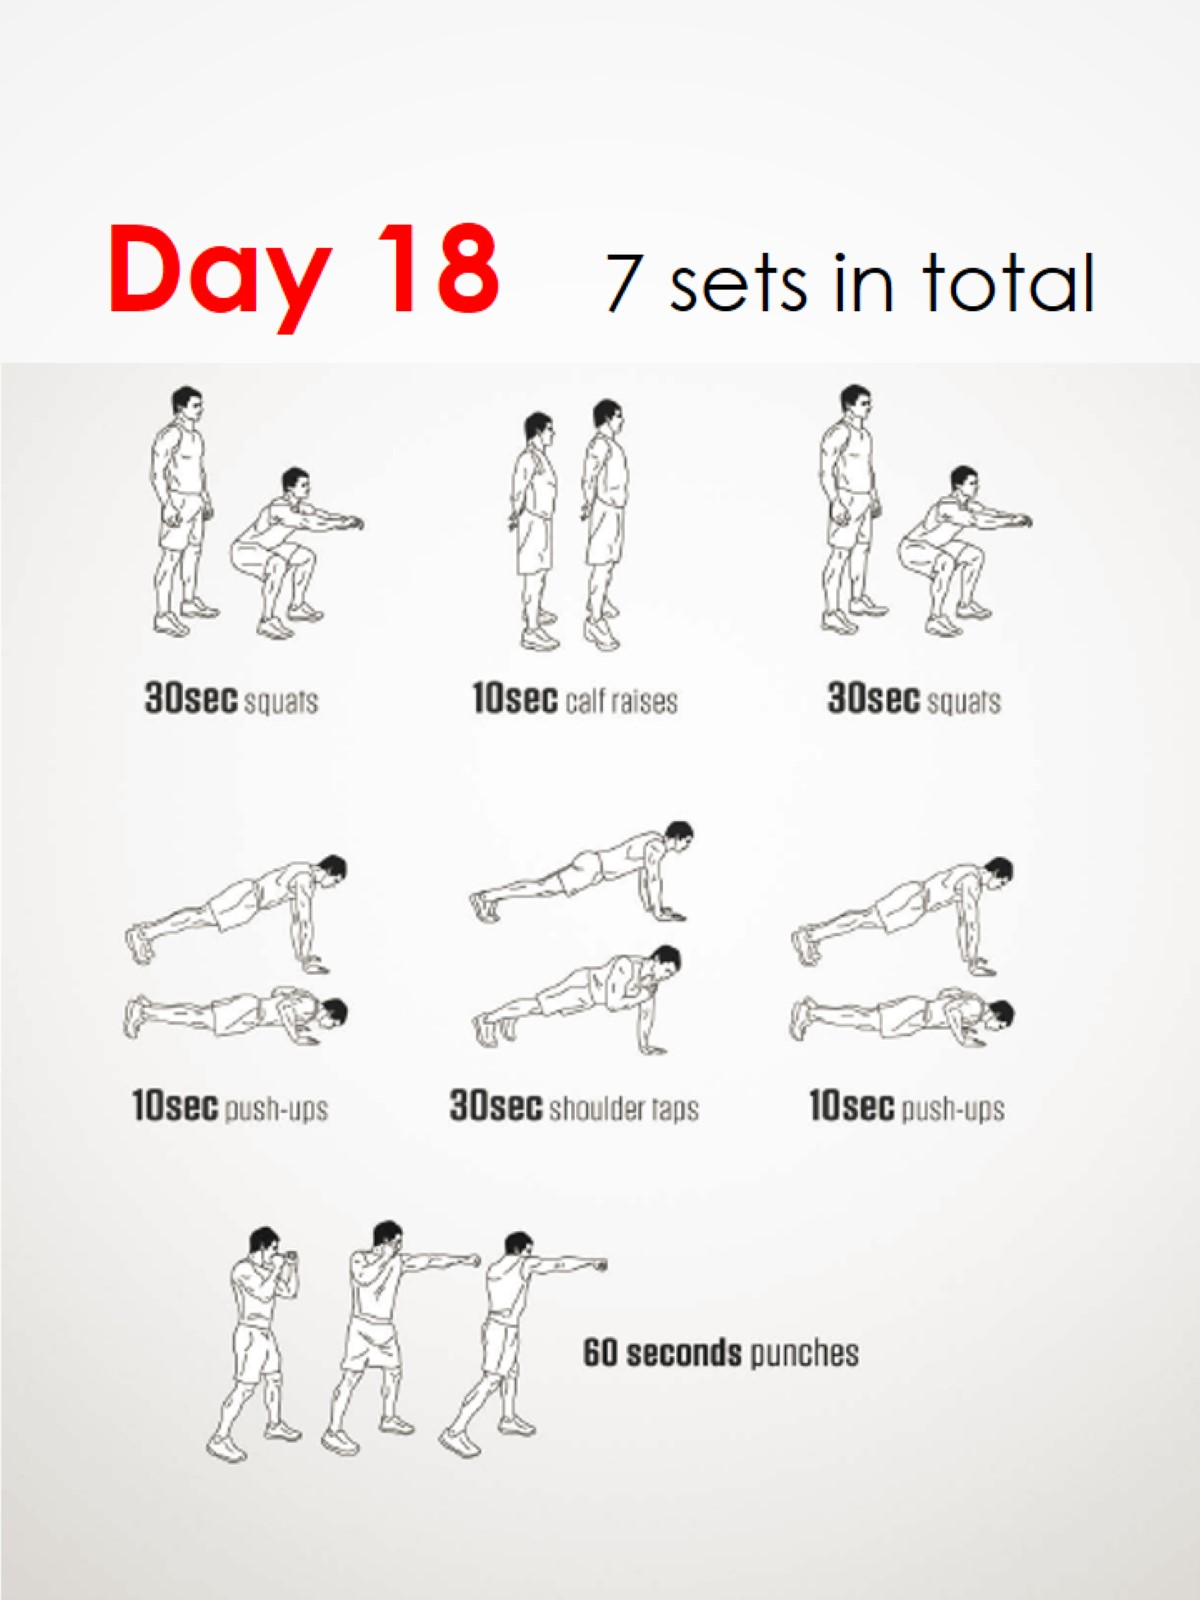 Day 18 7 sets in total
30sec squats 10sec calf raises 30sec squats
10sec push-ups 30sec shoulder taps 10sec push-ups
60 seconds punches